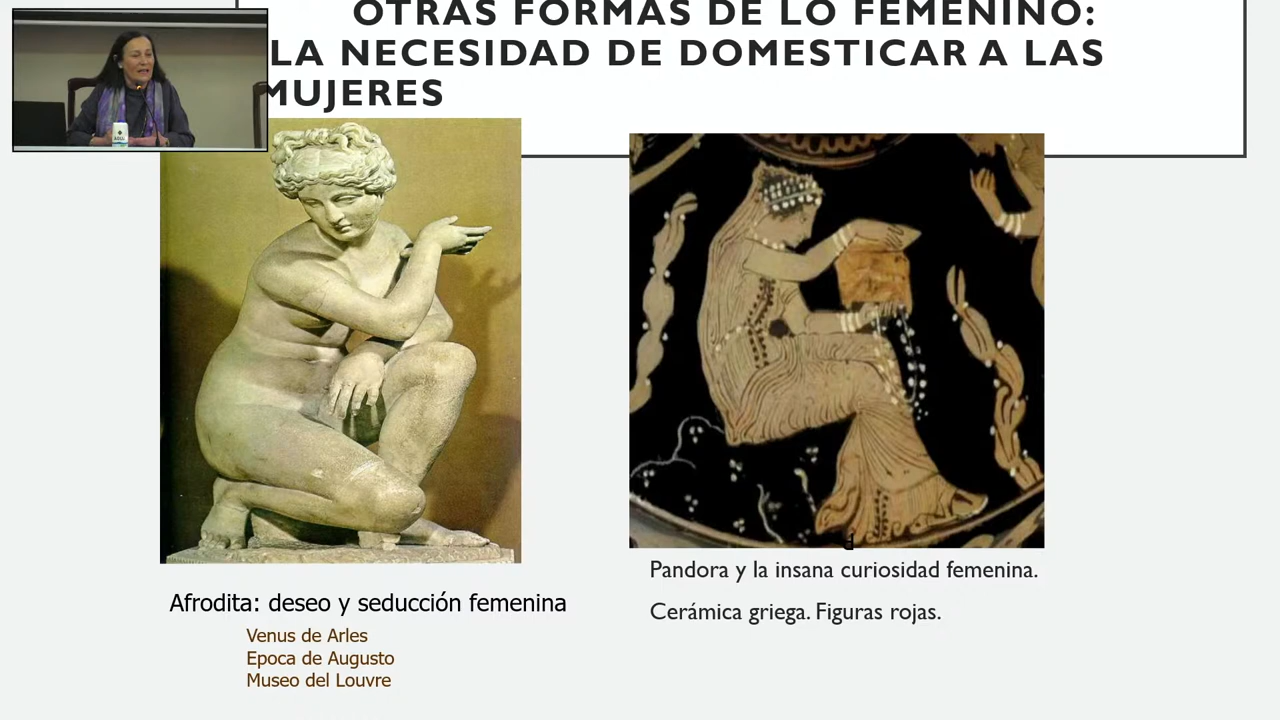 OTRAS FORMAS DE LO FEMENINO:
LA NECESIDAD DE DOMESTICAR A LAS
MUJERES
d
Pandora y la insana curiosidad femenina.
Cerámica griega. Figuras rojas.
Afrodita: deseo y seducción femenina
Venus de Arles
Epoca de Augusto
Museo del Louvre